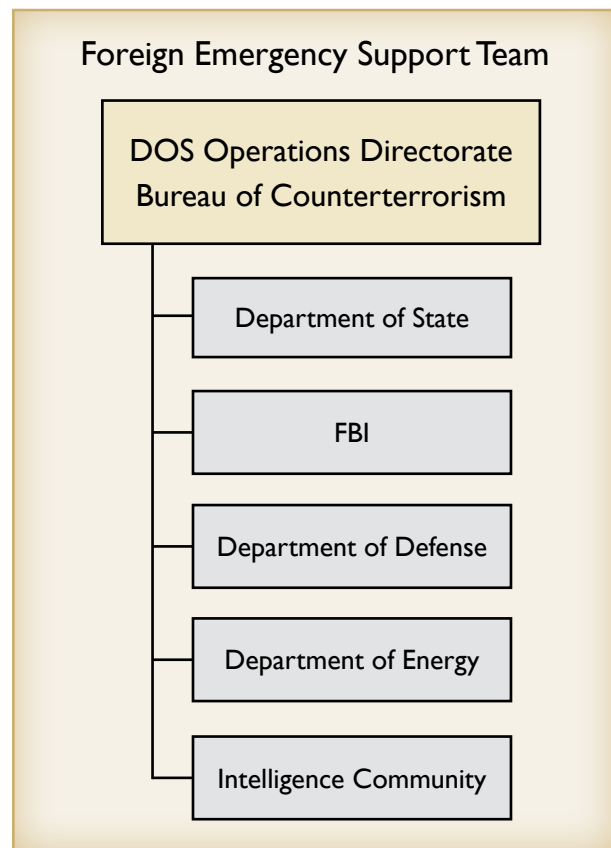 Foreign Emergency Support Team
DOS Operations Directorate
Bureau of Counterterrorism
Department of State
FBI
Department of Defense
Department of Energy
Intelligence Community